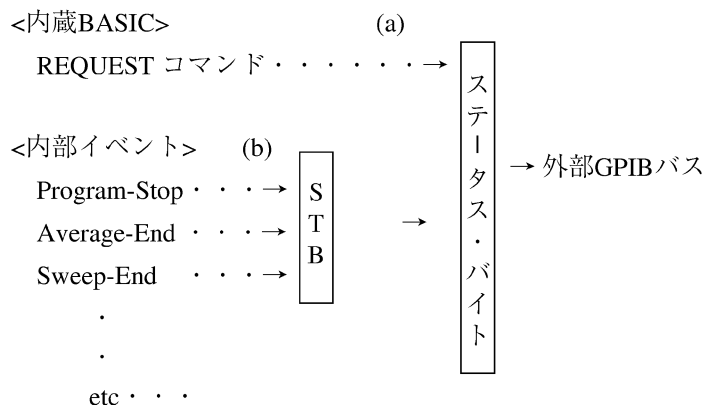 <内蔵BASIC> (a)
REQUEST コマンド・・・・・・→
<内部イベント> (b)
Program-Stop・・・→
Average-End ・・・→
Sweep-End ・・・→
・
・
etc・・・
STB
→
ステータス・バイト
→ 外部GPIBバス